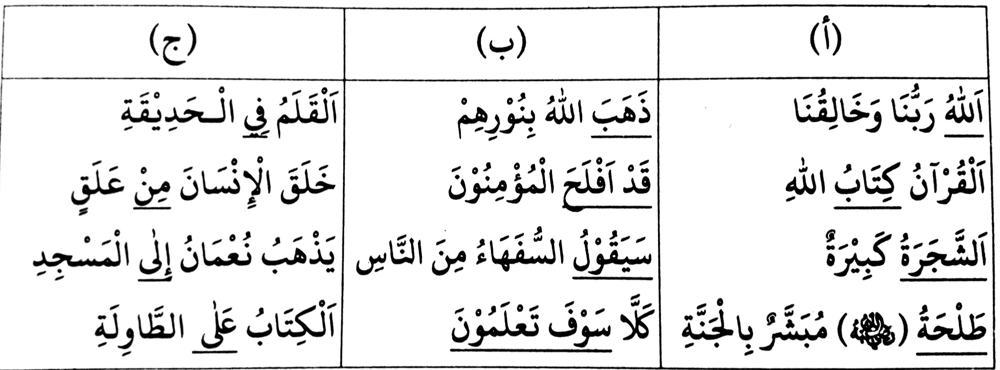 (أ) (ب) (ج)
اَللّٰهُ رَبُّنَا وَخَالِقُنَا ذَهَبَ اللّٰهُ بِنُوْرِهِمْ اَلْقَلَمُ فِي الْحَدِيْقَةِ
اَلْقُرْآنُ كِتَابُ اللّٰهِ قَدْ اَفْلَحَ الْمُؤْمِنُوْنَ خَلَقَ الْإِنْسَانَ مِنْ عَلَقٍ
اَلشَّجَرَةُ كَبِيْرَةٌ سَيَقُوْلُ السُّفَهَاءُ مِنَ النَّاسِ يَذْهَبُ نُعْمَانُ إِلٰى الْمَسْجِدِ
طَلْحَةُ (رضي الله عنه) مُبَشَّرٌ بِالْجَنَّةِ كَلَّا سَوْفَ تَعْلَمُوْنَ اَلْكِتَابُ عَلٰى الطَّاوِلَةِ